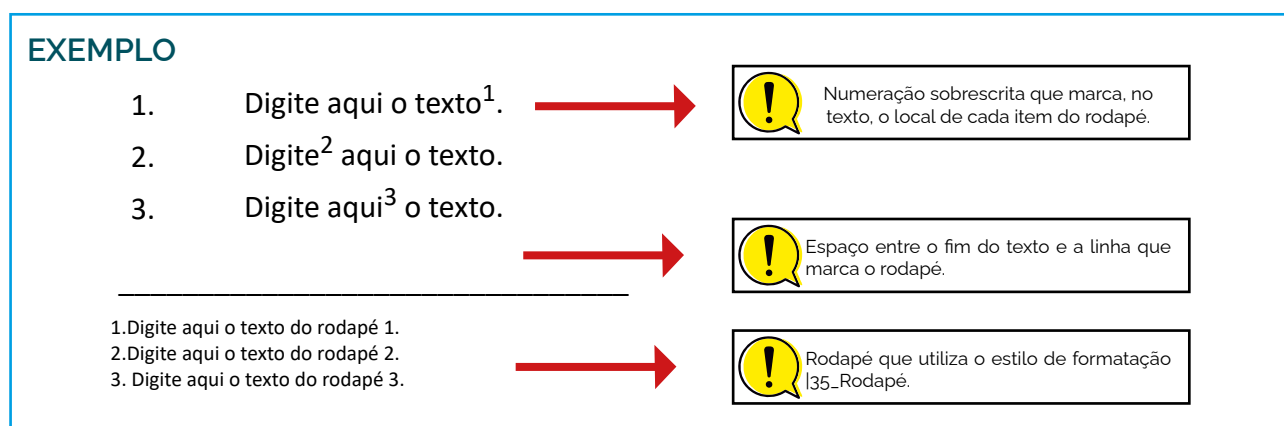 EXEMPLO
1. Digite aqui o texto¹.
Numeração sobrescrita que marca, no
texto, o local de cada item do rodapé.
2. Digite² aqui o texto.
3. Digite aqui³ o texto.
Espaço entre o fim do texto e a linha que
marca o rodapé.
1.Digite aqui o texto do rodapé 1.
2.Digite aqui o texto do rodapé 2.
3. Digite aqui o texto do rodapé 3.
Rodapé que utiliza o estilo de formatação
|35_Rodapé.